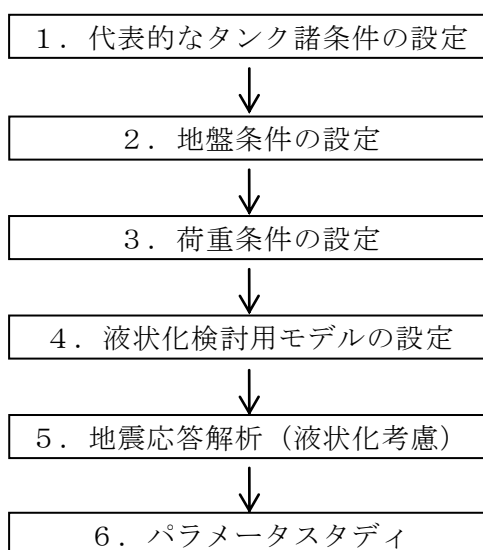 1．代表的なタンク諸条件の設定
2．地盤条件の設定
3．荷重条件の設定
4．液状化検討用モデルの設定
5．地震応答解析（液状化考慮）
6．パラメータスタディ